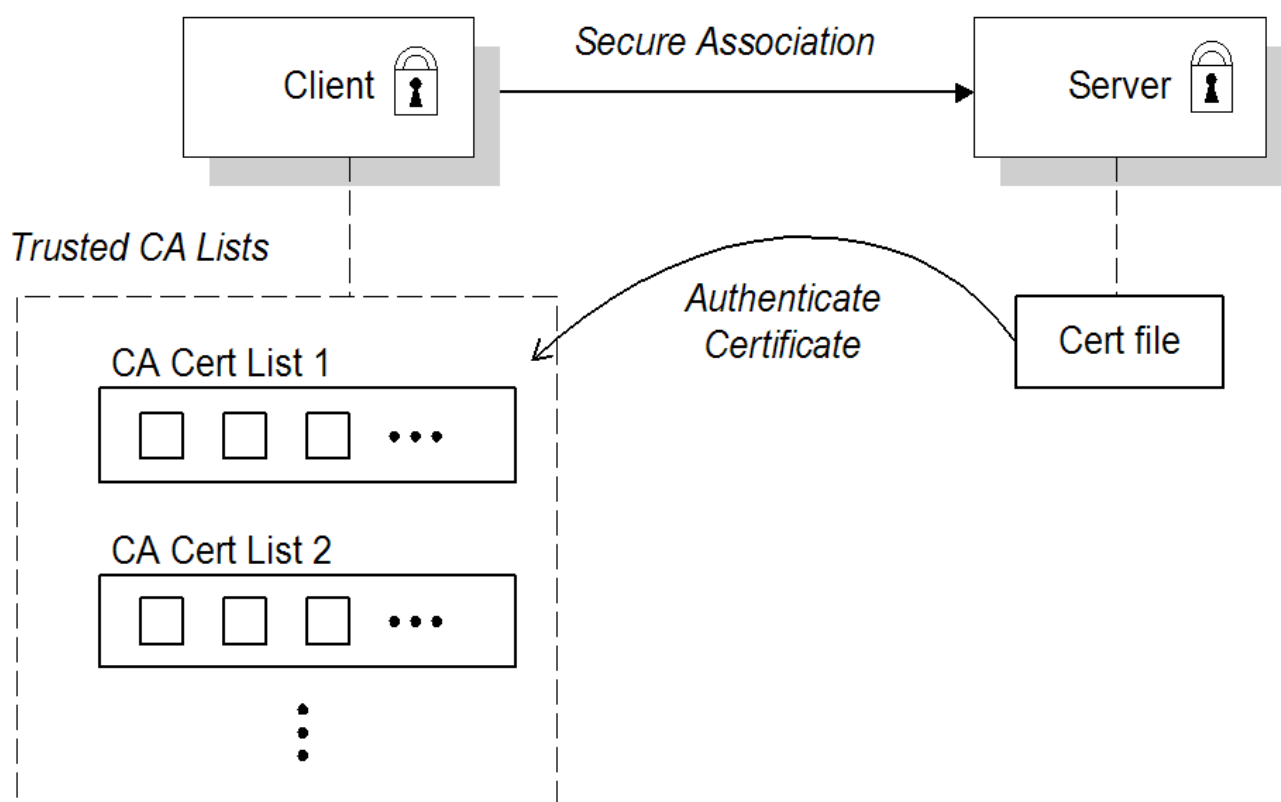 Secure Association
Client
Server
Trusted CA Lists
Authenticate
Certificate
Cert file
CA Cert List 1
CA Cert List 2